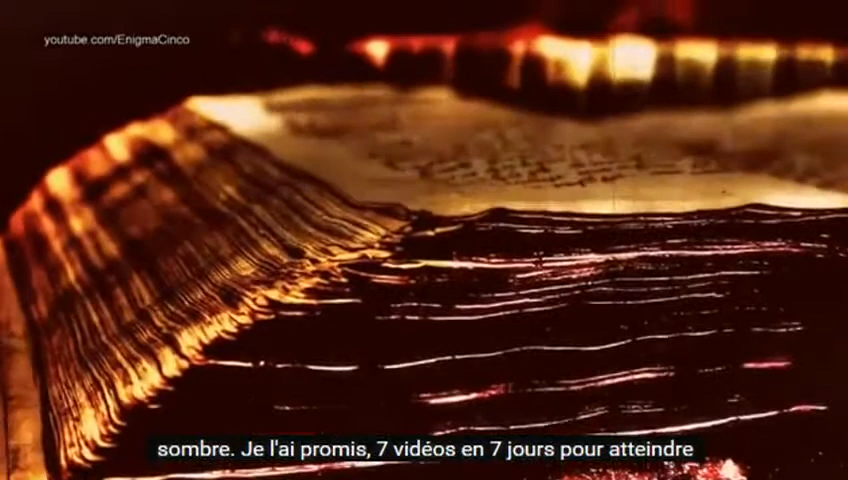 youtube.com/EnigmaCinco
sombre. Je l'ai promis, 7 vidéos en 7 jours pour atteindre